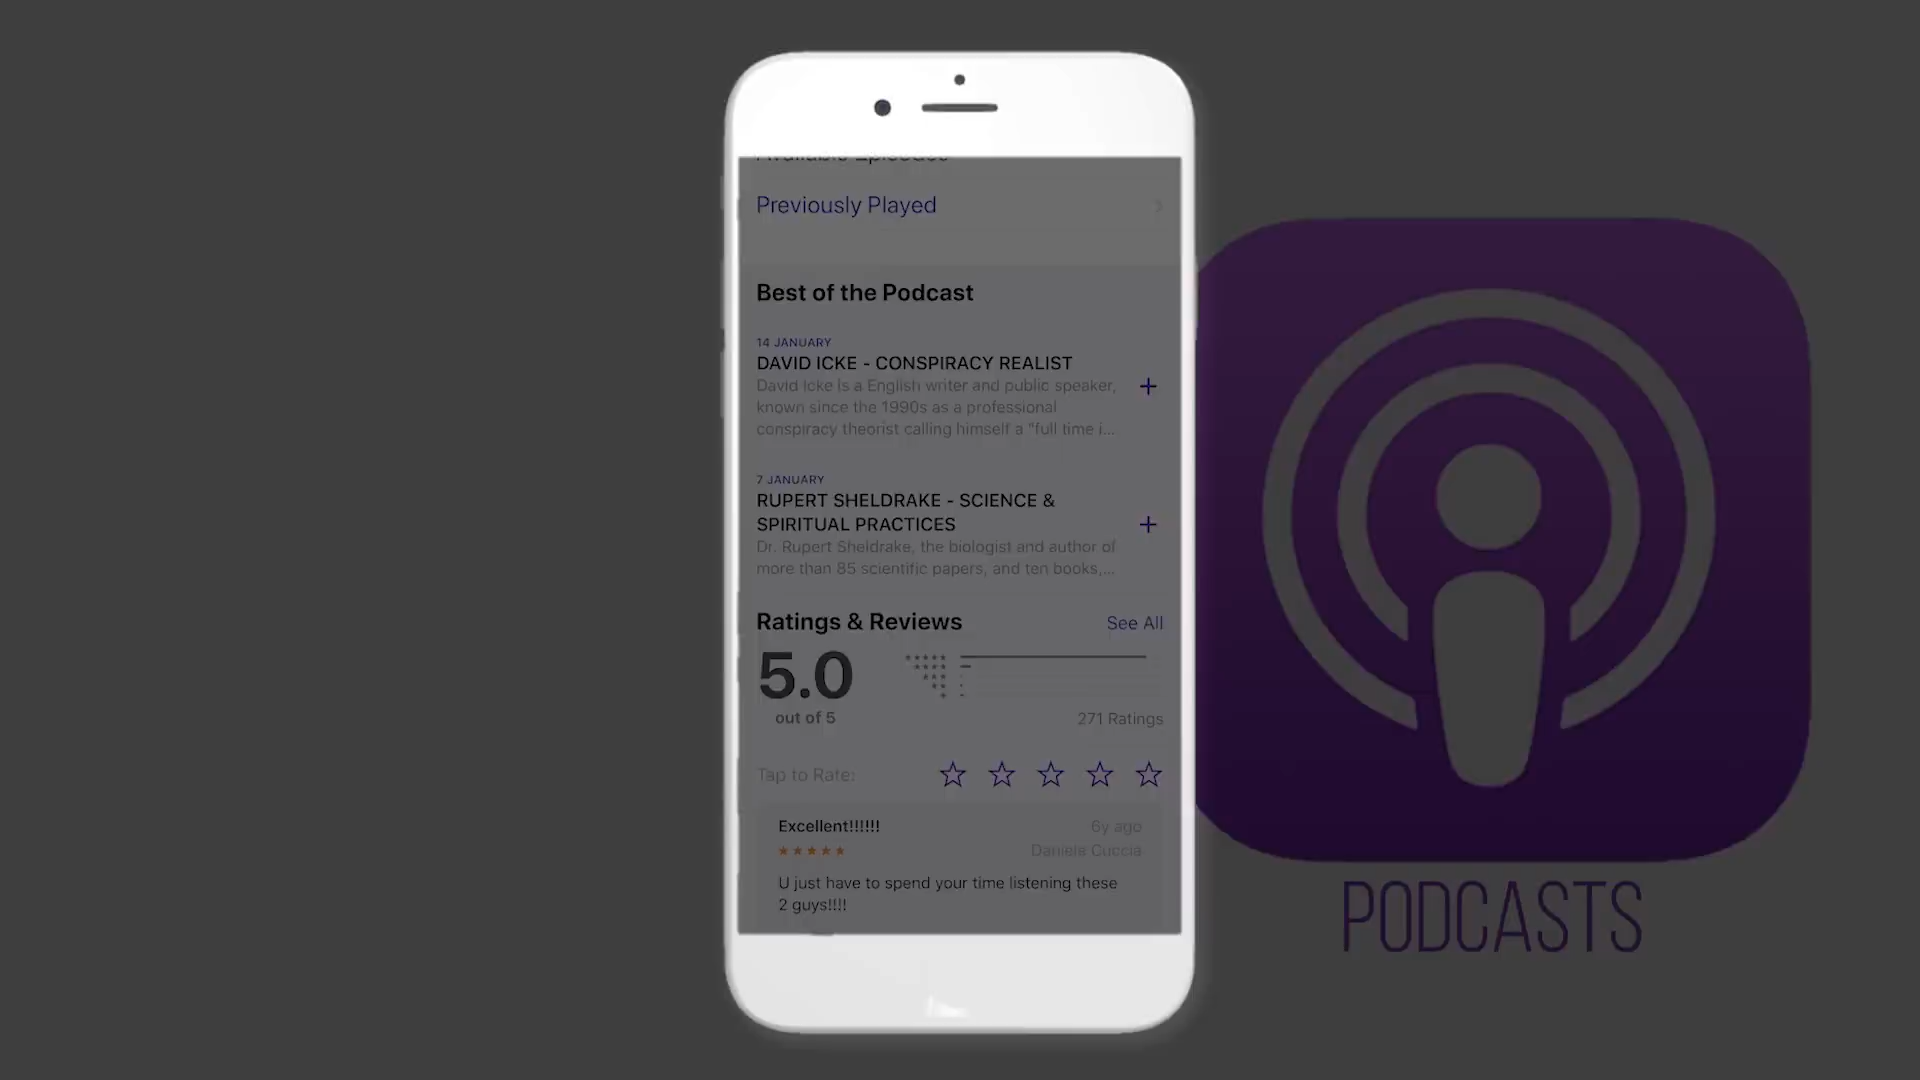 Available Episodes
Previously Played
Best of the Podcast
14 JANUARY
DAVID ICKE - CONSPIRACY REALIST
David Icke is a English writer and public speaker,
known since the 1990s as a professional
conspiracy theorist calling himself a "full time i...
7 JANUARY
RUPERT SHELDRAKE - SCIENCE &
SPIRITUAL PRACTICES
Dr. Rupert Sheldrake, the biologist and author of
more than 85 scientific papers, and ten books,...
Ratings & Reviews See All
5.0
out of 5
271 Ratings
Tap to Rate:
Excellent!!!!!! 6y ago
Daniele Cuccia
U just have to spend your time listening these
2 guys!!!!
PODCASTS